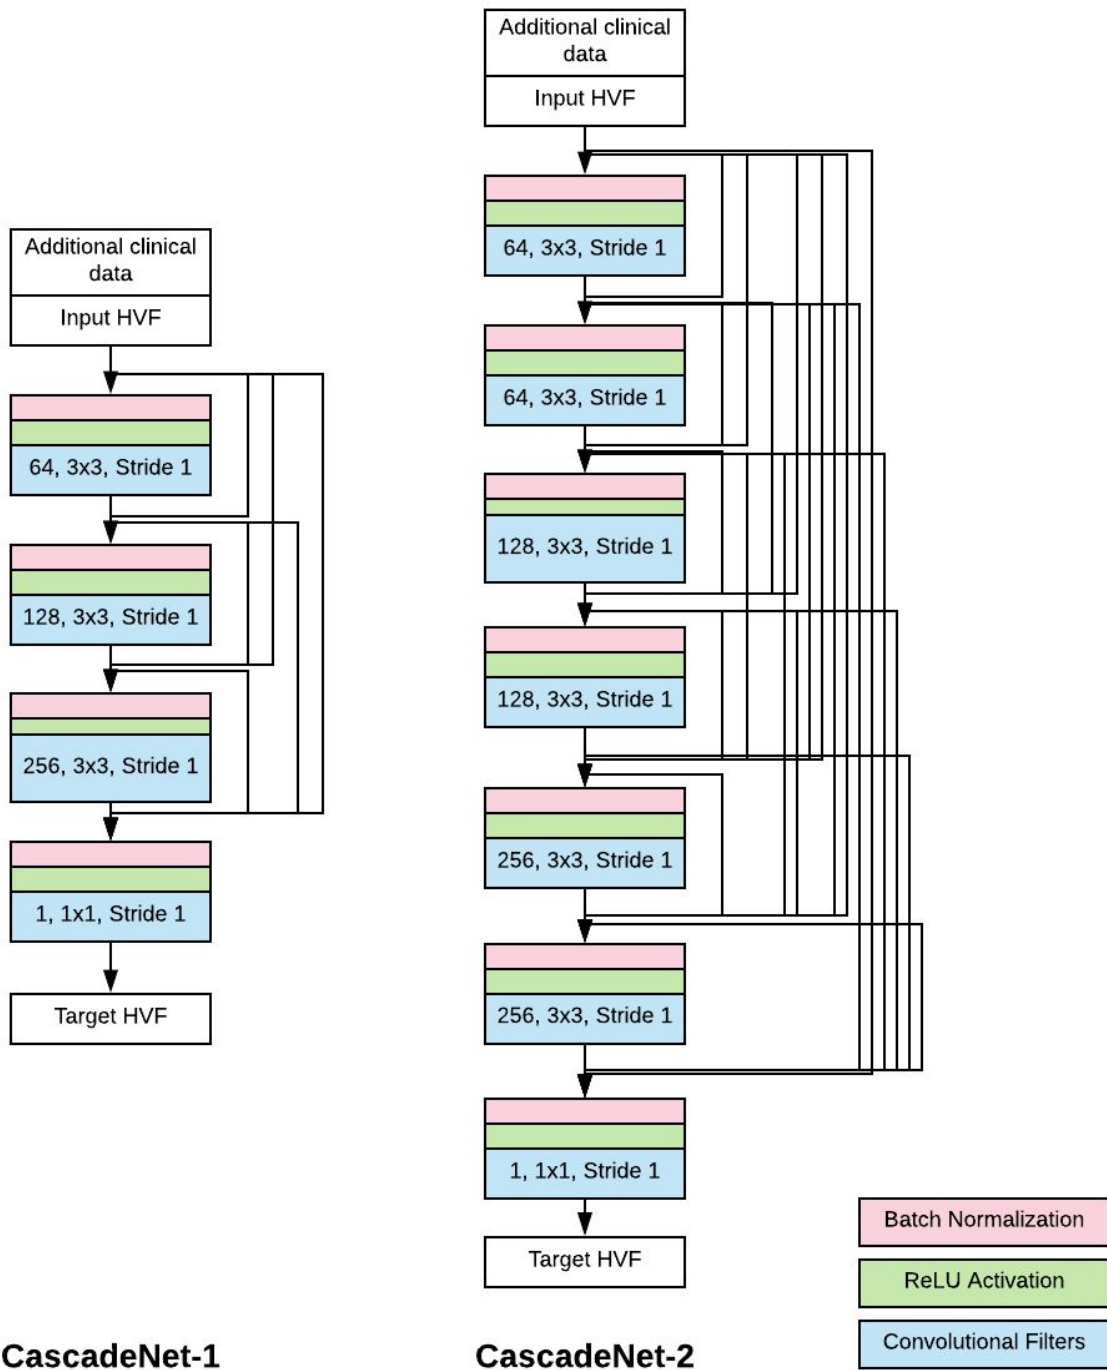 Additional clinical
data
Input HVF
64, 3x3, Stride 1
128, 3x3, Stride 1
256, 3x3, Stride 1
1, 1x1, Stride 1
Target HVF
CascadeNet-1
Additional clinical
data
Input HVF
64, 3x3, Stride 1
64, 3x3, Stride 1
128, 3x3, Stride 1
128, 3x3, Stride 1
256, 3x3, Stride 1
256, 3x3, Stride 1
1, 1x1, Stride 1
Target HVF
CascadeNet-2
Batch Normalization
ReLU Activation
Convolutional Filters